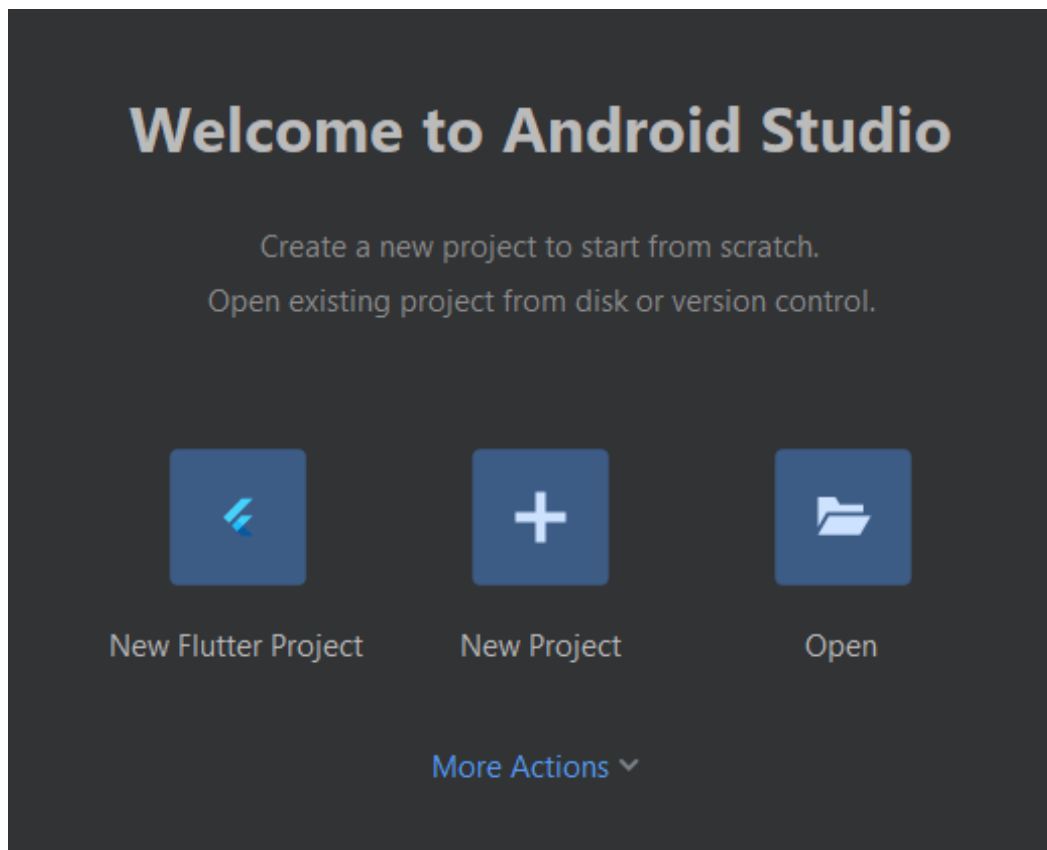 Welcome to Android Studio
Create a new project to start from scratch.
Open existing project from disk or version control.
New Flutter Project
New Project
Open
More Actions